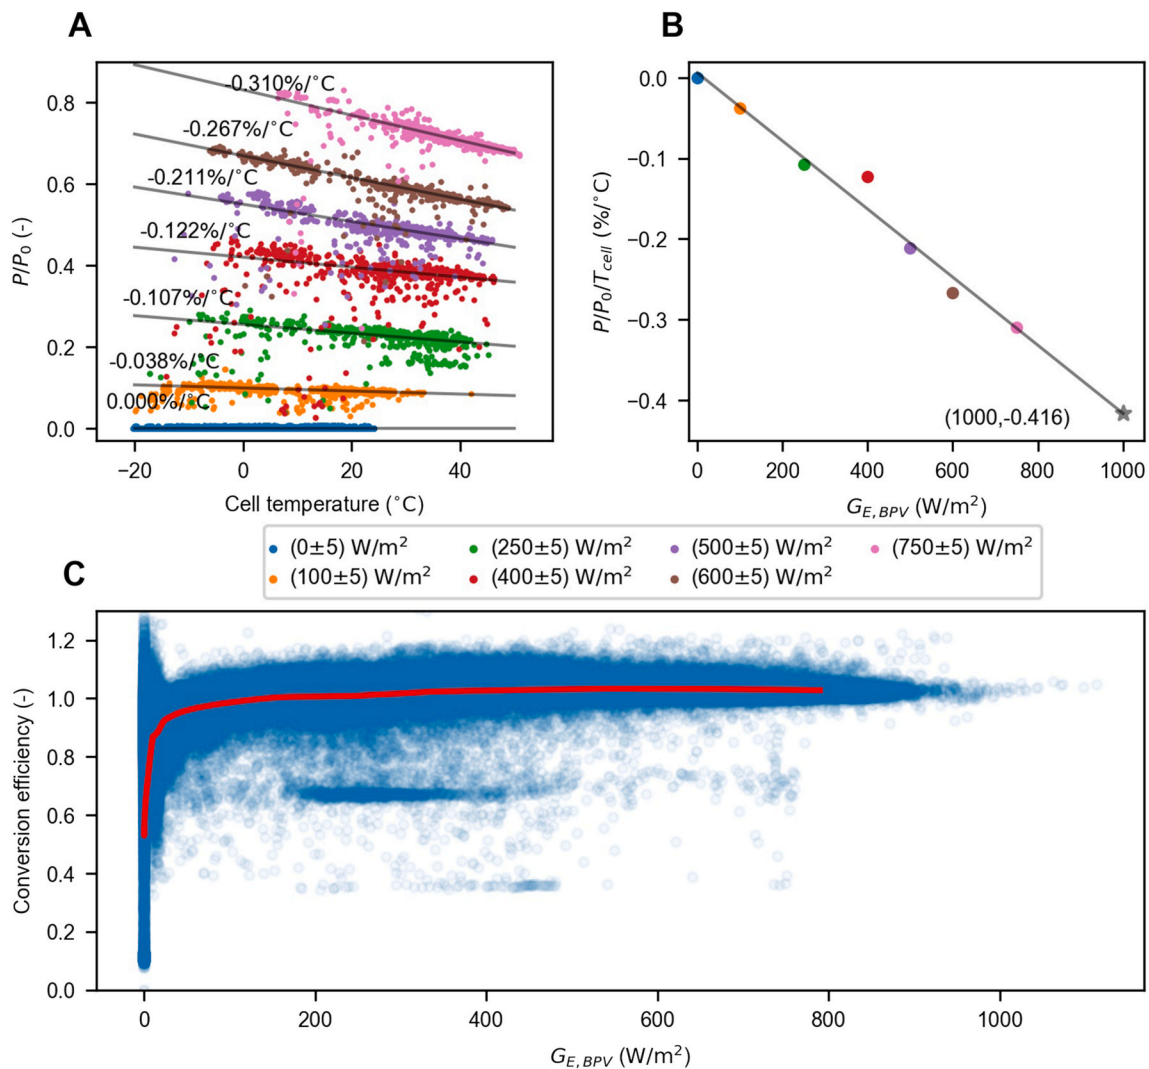 A
B
-0.310%/°C
-0.267%/°C
-0.211%/°C
-0.122%/°C
-0.107%/°C
-0.038%/°C
0.000%/°C
0.8
0.6
0.4
0.2
0.0
P/P₀ (-)
−20 0 20 40
Cell temperature (°C)
0.0
−0.1
−0.2
−0.3
−0.4
P/P₀/T_cell (%/°C)
(1000,-0.416)
0 200 400 600 800 1000
G_E,BPV (W/m²)
(0±5) W/m² (250±5) W/m² (500±5) W/m² (750±5) W/m²
(100±5) W/m² (400±5) W/m² (600±5) W/m²
C
1.2
1.0
0.8
0.6
0.4
0.2
0.0
Conversion efficiency (-)
0 200 400 600 800 1000
G_E,BPV (W/m²)